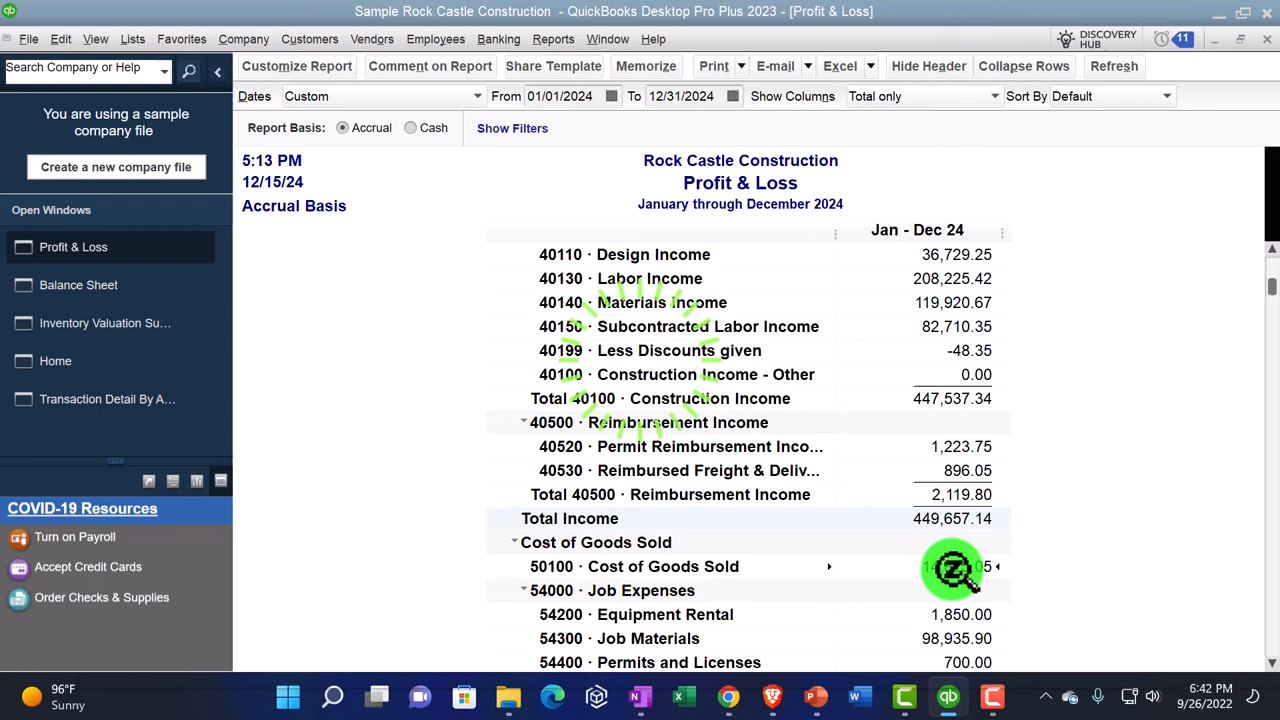 Sample Rock Castle Construction - QuickBooks Desktop Pro Plus 2023 - [Profit & Loss]
File Edit View Lists Favorites Company Customers Vendors Employees Banking Reports Window Help
DISCOVERY HUB
11
Search Company or Help
Customize Report Comment on Report Share Template Memorize Print E-mail Excel Hide Header Collapse Rows Refresh
Dates Custom From 01/01/2024 To 12/31/2024 Show Columns Total only Sort By Default
You are using a sample
company file
Create a new company file
Report Basis: Accrual Cash Show Filters
5:13 PM
12/15/24
Accrual Basis
Rock Castle Construction
Profit & Loss
January through December 2024
Open Windows
Profit & Loss
Balance Sheet
Inventory Valuation Su...
Home
Transaction Detail By A...
COVID-19 Resources
Turn on Payroll
Accept Credit Cards
Order Checks & Supplies
Jan - Dec 24
40110 · Design Income 36,729.25
40130 · Labor Income 208,225.42
40140 · Materials Income 119,920.67
40150 · Subcontracted Labor Income 82,710.35
40199 · Less Discounts given -48.35
40100 · Construction Income - Other 0.00
Total 40100 · Construction Income 447,537.34
40500 · Reimbursement Income
40520 · Permit Reimbursement Inco... 1,223.75
40530 · Reimbursed Freight & Deliv... 896.05
Total 40500 · Reimbursement Income 2,119.80
Total Income 449,657.14
Cost of Goods Sold
50100 · Cost of Goods Sold
54000 · Job Expenses
54200 · Equipment Rental 1,850.00
54300 · Job Materials 98,935.90
54400 · Permits and Licenses 700.00
96°F
Sunny
6:42 PM
9/26/2022